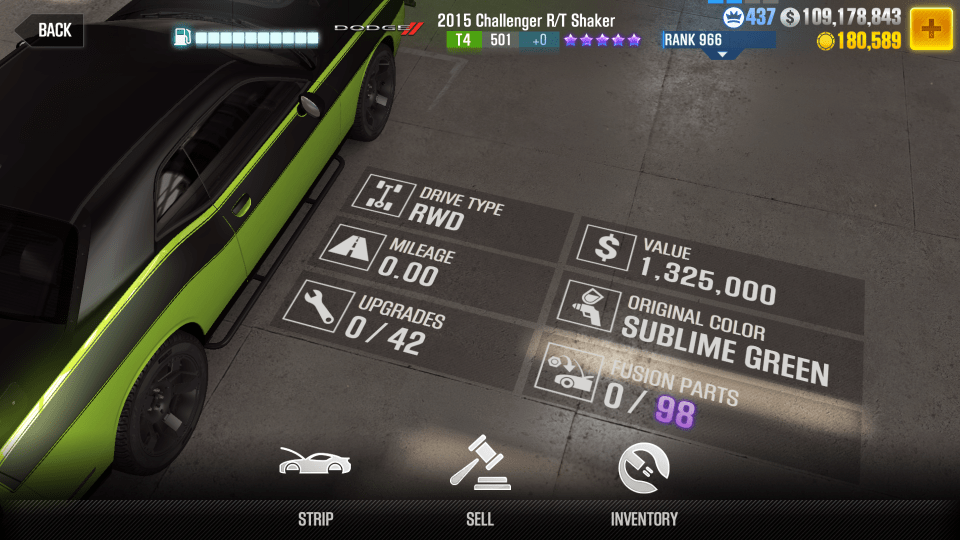 BACK
DODGE
2015 Challenger R/T Shaker
T4 501 +0
RANK 966
437
109,178,843
180,589
DRIVE TYPE
RWD
MILEAGE
0.00
UPGRADES
0/42
VALUE
1,325,000
ORIGINAL COLOR
SUBLIME GREEN
FUSION PARTS
0/98
STRIP
SELL
INVENTORY